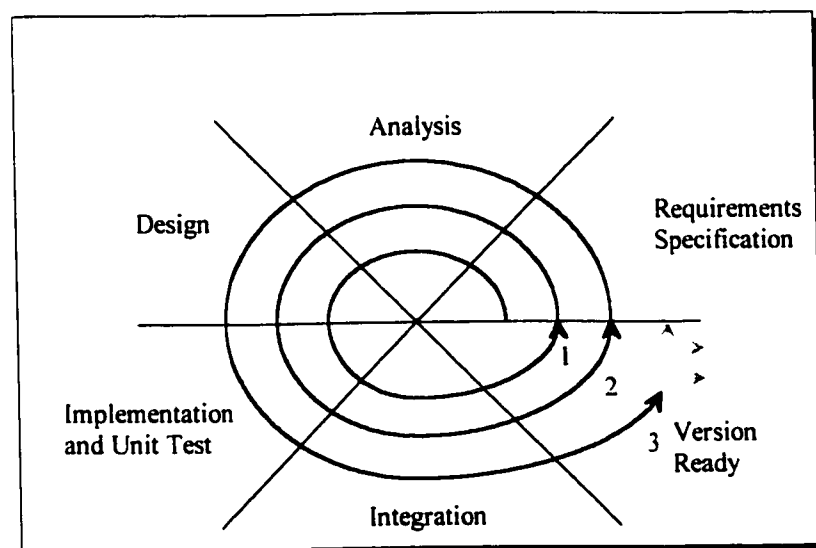 Analysis
Design
Requirements
Specification
1
2
Implementation
and Unit Test
3
Version
Ready
Integration